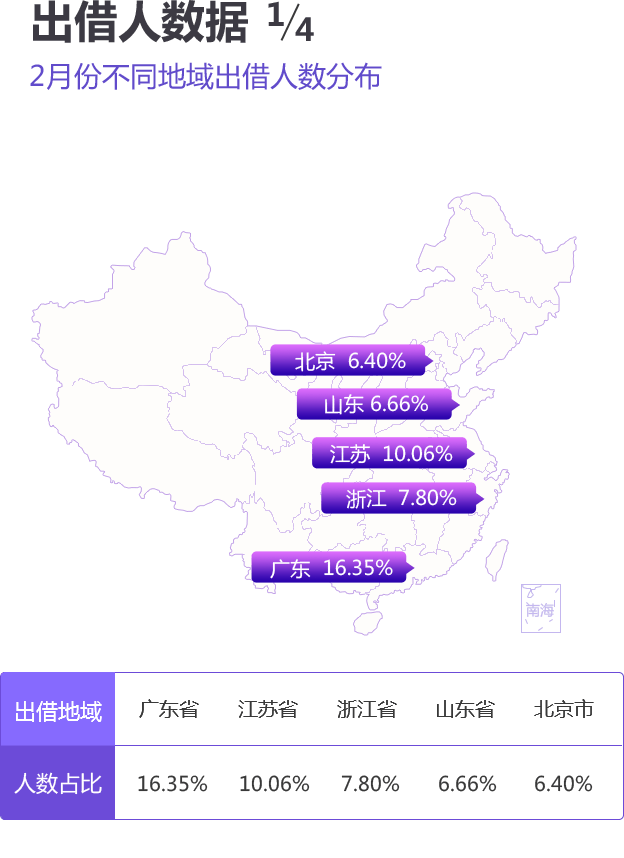 出借人数据 1/4
2月份不同地域出借人数分布
北京 6.40%
山东 6.66%
江苏 10.06%
浙江 7.80%
广东 16.35%
南海
出借地域 广东省 江苏省 浙江省 山东省 北京市
人数占比 16.35% 10.06% 7.80% 6.66% 6.40%